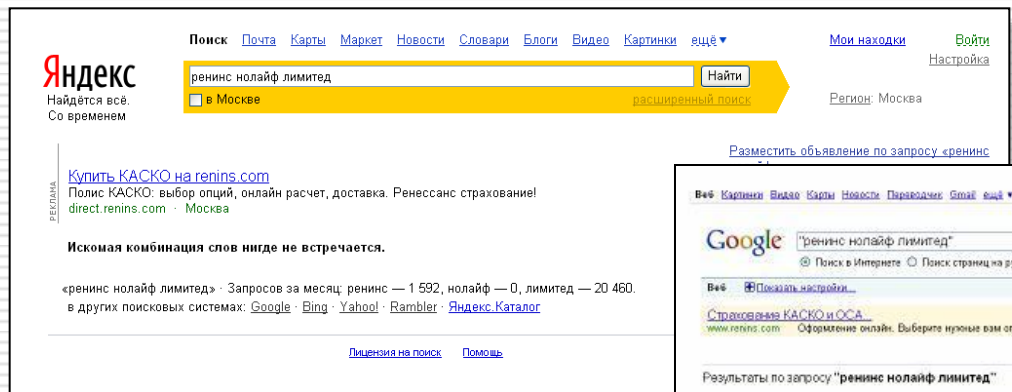 Поиск Почта Карты Маркет Новости Словари Блоги Видео Картинки ещё▼ Мои находки Войти
Настройка
Яндекс
Найдётся всё.
Со временем
ренинс нолайф лимитед Найти
в Москве расширенный поиск
Регион: Москва
Разместить объявление по запросу «ренинс
РЕКЛАМА
Купить КАСКО на renins.com
Полис КАСКО: выбор опций, онлайн расчет, доставка. Ренессанс страхование!
direct.renins.com · Москва
Искомая комбинация слов нигде не встречается.
«ренинс нолайф лимитед» · Запросов за месяц: ренинс — 1 592, нолайф — 0, лимитед — 20 460.
в других поисковых системах: Google · Bing · Yahoo! · Rambler · Яндекс.Каталог
Лицензия на поиск Помощь
Веб Картинки Видео Карты Новости Переводчик Gmail ещё ▼
Google "ренинс нолайф лимитед"
Поиск в Интернете Поиск страниц на
Веб Показать настройки...
Страхование КАСКО и ОСА...
www.renins.com Оформление онлайн. Выберите нужные вам
Результаты по запросу "ренинс нолайф лимитед"